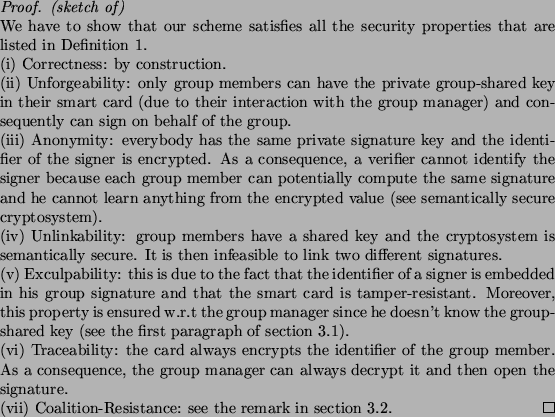 Proof. (sketch of)
We have to show that our scheme satisfies all the security properties that are
listed in Definition 1.
(i) Correctness: by construction.
(ii) Unforgeability: only group members can have the private group-shared key
in their smart card (due to their interaction with the group manager) and con-
sequently can sign on behalf of the group.
(iii) Anonymity: everybody has the same private signature key and the identi-
fier of the signer is encrypted. As a consequence, a verifier cannot identify the
signer because each group member can potentially compute the same signature
and he cannot learn anything from the encrypted value (see semantically secure
cryptosystem).
(iv) Unlinkability: group members have a shared key and the cryptosystem is
semantically secure. It is then infeasible to link two different signatures.
(v) Exculpability: this is due to the fact that the identifier of a signer is embedded
in his group signature and that the smart card is tamper-resistant. Moreover,
this property is ensured w.r.t the group manager since he doesn't know the group-
shared key (see the first paragraph of section 3.1).
(vi) Traceability: the card always encrypts the identifier of the group member.
As a consequence, the group manager can always decrypt it and then open the
signature.
(vii) Coalition-Resistance: see the remark in section 3.2. □